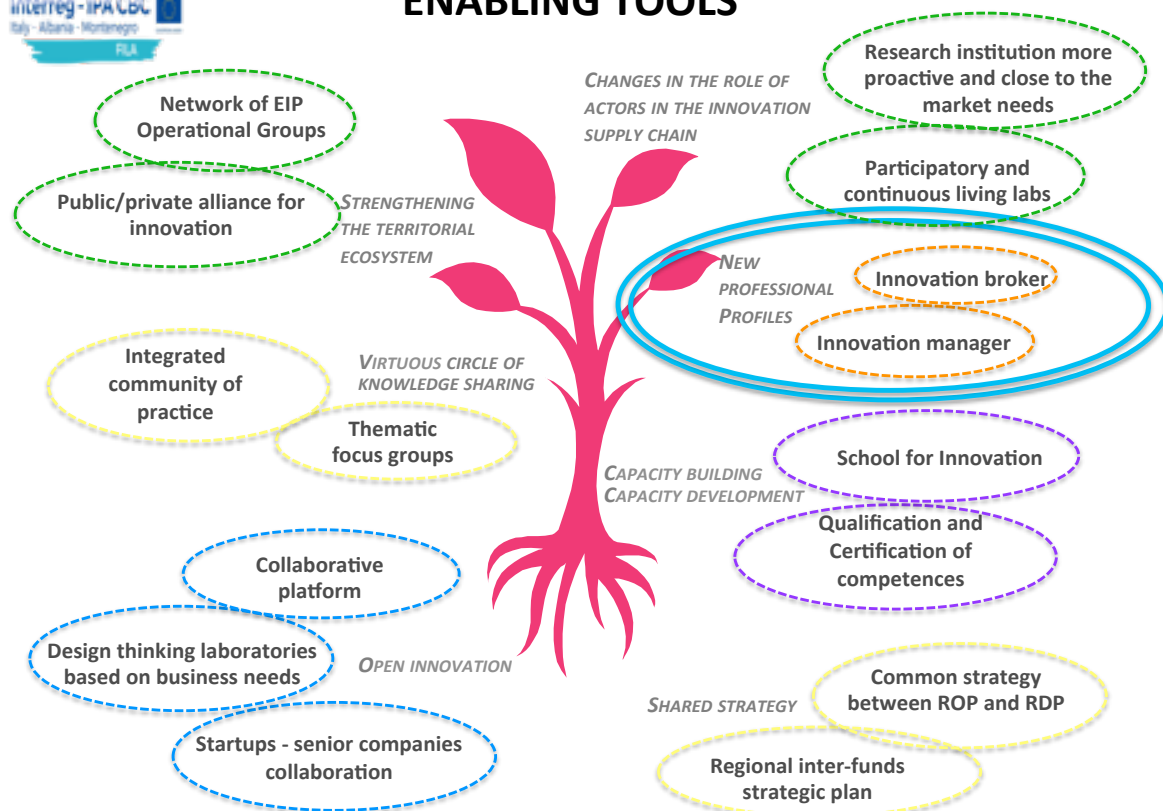 Interreg - IPA CBC
Italy - Albania - Montenegro
FILA
ENABLING TOOLS
Network of EIP
Operational Groups
Public/private alliance for
innovation
STRENGTHENING
THE TERRITORIAL
ECOSYSTEM
CHANGES IN THE ROLE OF
ACTORS IN THE INNOVATION
SUPPLY CHAIN
Research institution more
proactive and close to the
market needs
Participatory and
continuous living labs
NEW
PROFESSIONAL
PROFILES
Innovation broker
Innovation manager
Integrated
community of
practice
VIRTUOUS CIRCLE OF
KNOWLEDGE SHARING
Thematic
focus groups
CAPACITY BUILDING
CAPACITY DEVELOPMENT
School for Innovation
Qualification and
Certification of
competences
Collaborative
platform
Design thinking laboratories
based on business needs
OPEN INNOVATION
Startups - senior companies
collaboration
SHARED STRATEGY
Common strategy
between ROP and RDP
Regional inter-funds
strategic plan